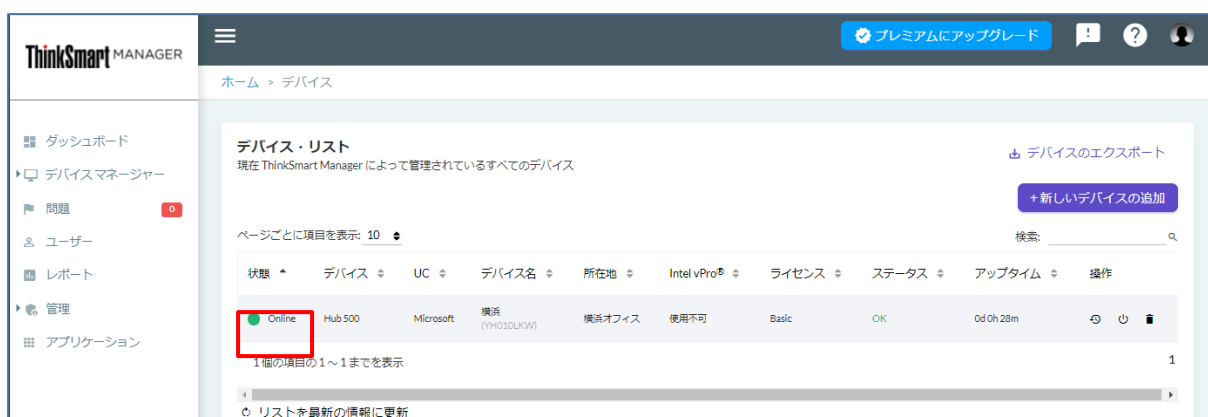 ThinkSmart MANAGER
プレミアムにアップグレード
ホーム > デバイス
ダッシュボード
デバイスマネージャー
問題 0
ユーザー
レポート
管理
アプリケーション
デバイス・リスト
現在 ThinkSmart Manager によって管理されているすべてのデバイス
デバイスのエクスポート
+新しいデバイスの追加
ページごとに項目を表示: 10
検索:
状態 デバイス UC デバイス名 所在地 Intel vPro® ライセンス ステータス アップタイム 操作
Online Hub 500 Microsoft 横浜 (YH010LKW) 横浜オフィス 使用不可 Basic OK 0d 0h 28m
1個の項目の1～1までを表示
1
リストを最新の情報に更新